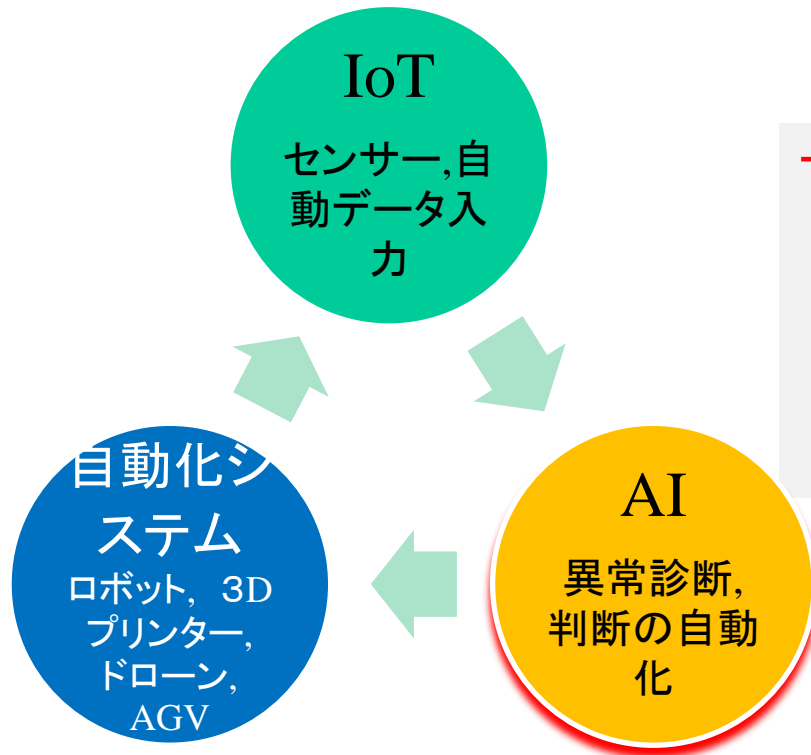 IoT
センサー,自
動データ入
力
自動化シ
ステム
ロボット, 3D
プリンター,
ドローン,
AGV
AI
異常診断,
判断の自動
化